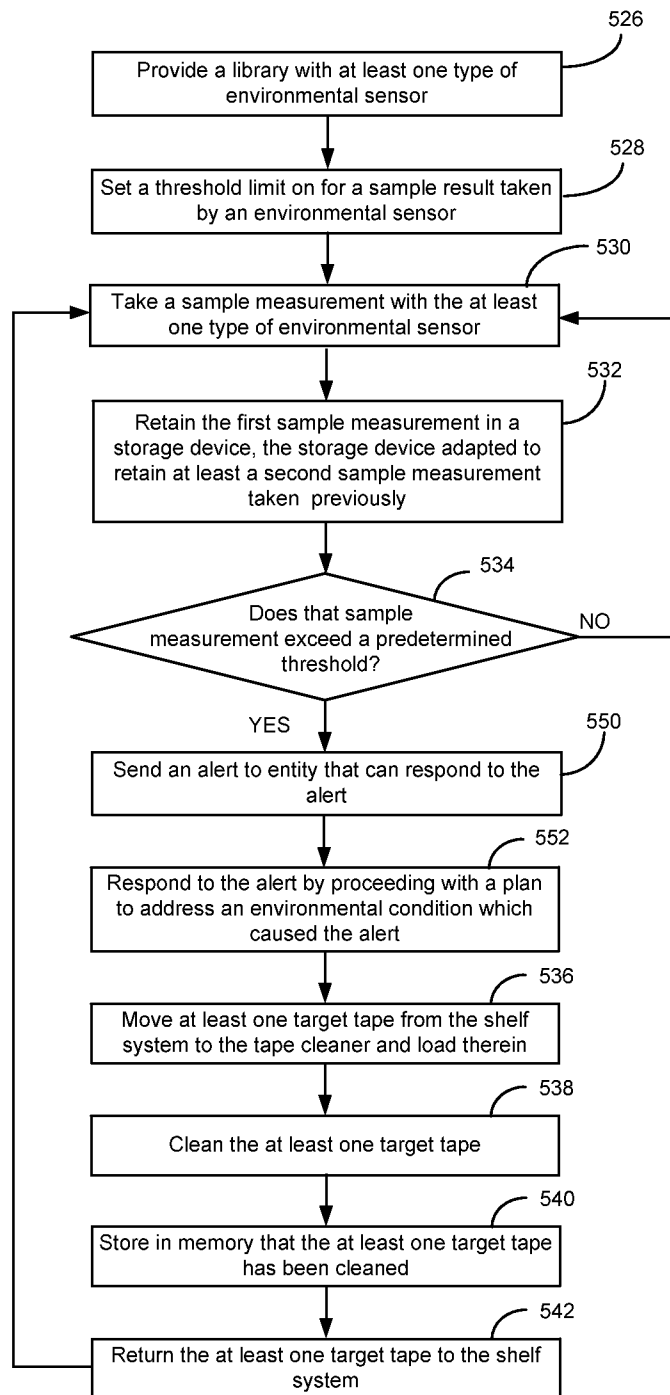 526
Provide a library with at least one type of
environmental sensor
528
Set a threshold limit on for a sample result taken
by an environmental sensor
530
Take a sample measurement with the at least
one type of environmental sensor
532
Retain the first sample measurement in a
storage device, the storage device adapted to
retain at least a second sample measurement
taken previously
534
Does that sample
measurement exceed a predetermined
threshold?
NO
YES
550
Send an alert to entity that can respond to the
alert
552
Respond to the alert by proceeding with a plan
to address an environmental condition which
caused the alert
536
Move at least one target tape from the shelf
system to the tape cleaner and load therein
538
Clean the at least one target tape
540
Store in memory that the at least one target tape
has been cleaned
542
Return the at least one target tape to the shelf
system